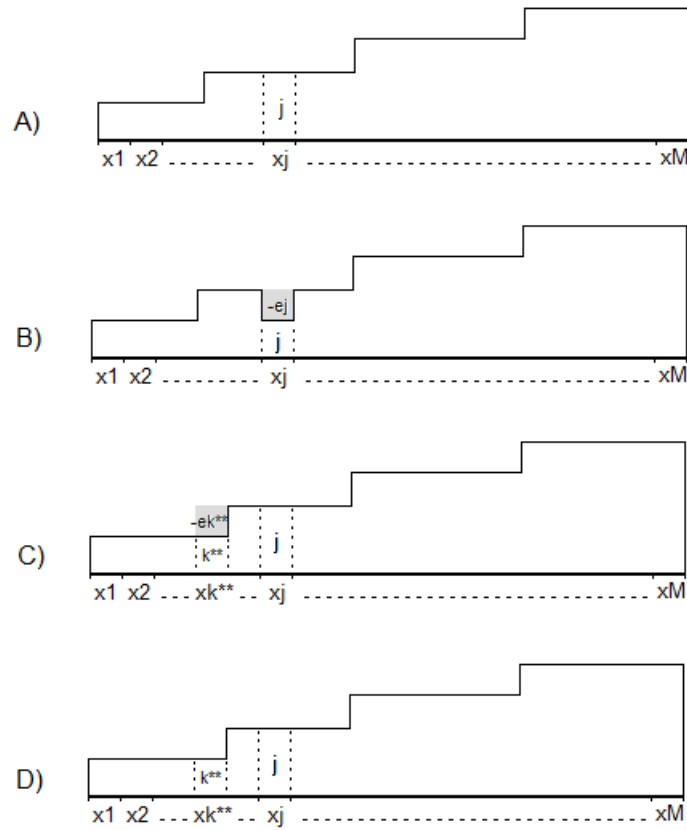 A)
j
x1 x2 ........ xj ........................ xM
B)
-ej
j
x1 x2 ........ xj ........................ xM
C)
-ek**
k** j
x1 x2 .... xk** .. xj ........................ xM
D)
k** j
x1 x2 .... xk** .. xj ........................ xM